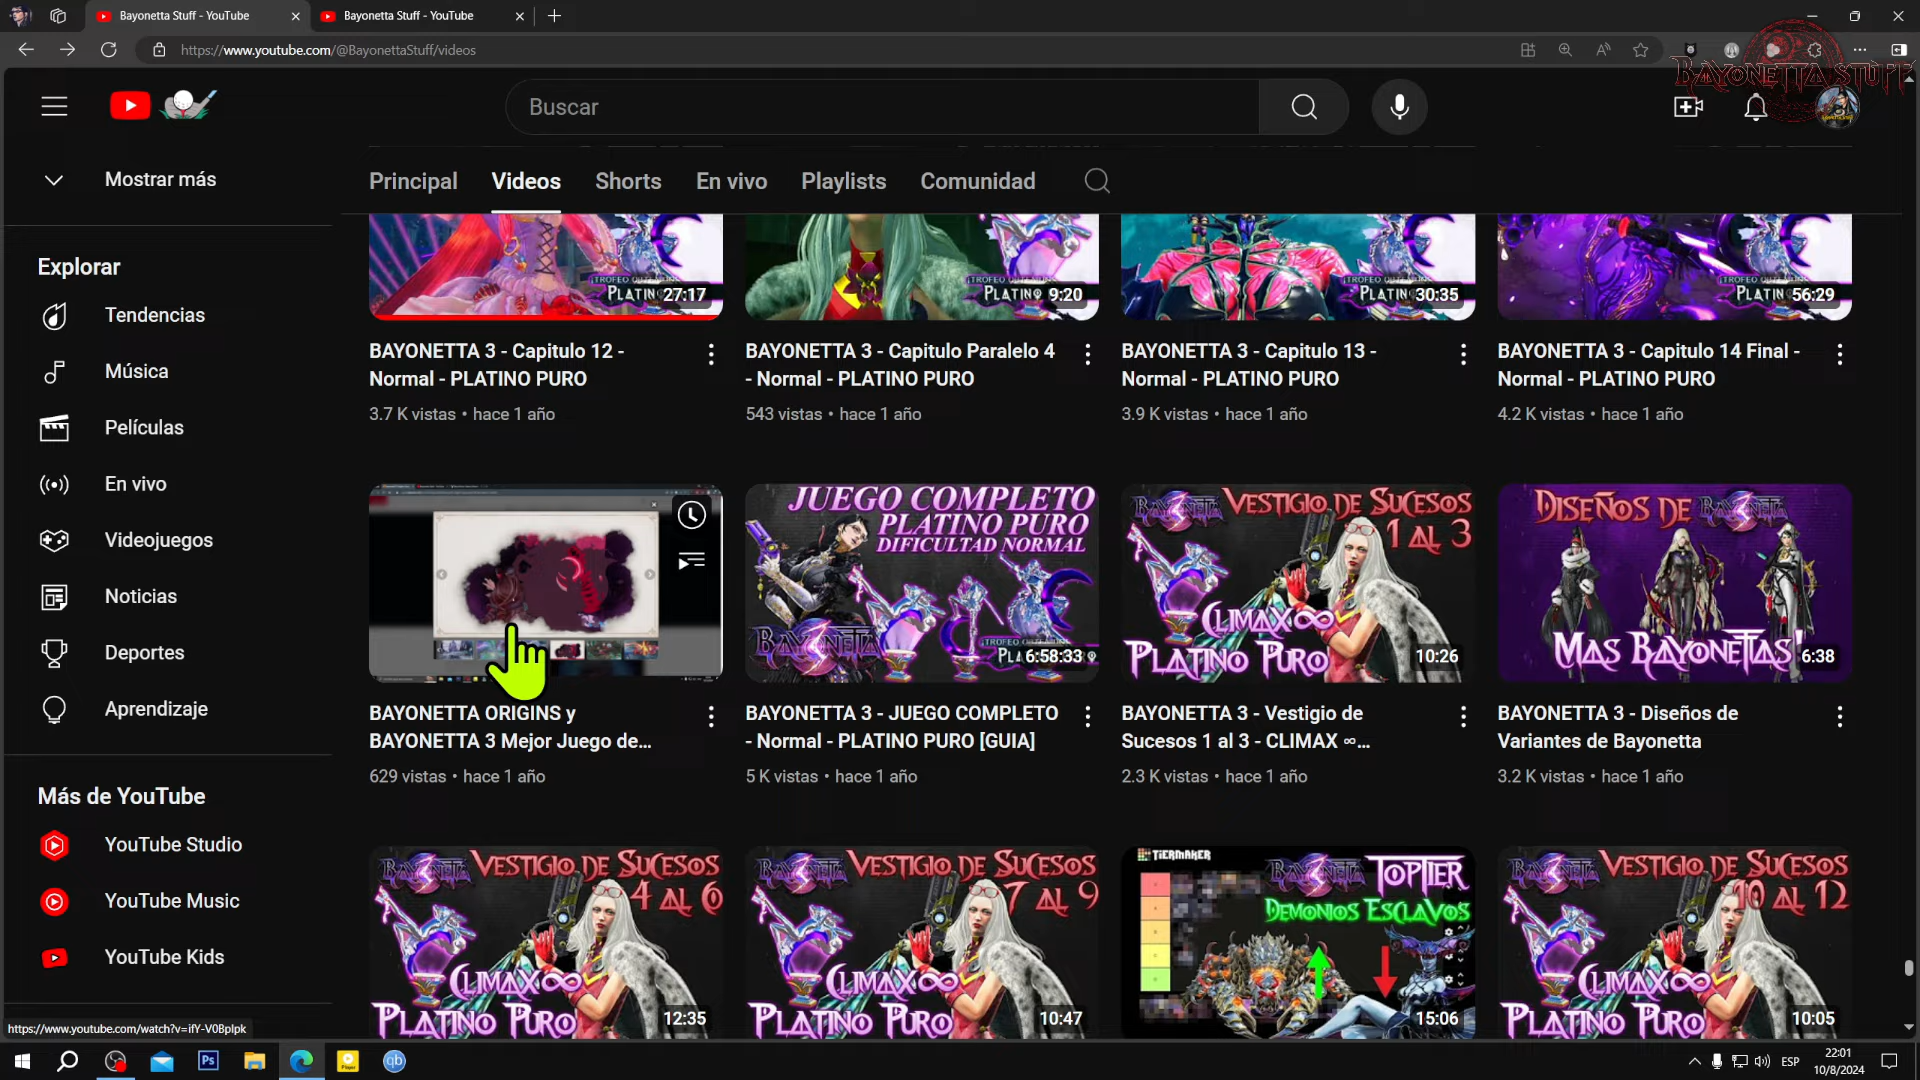 Bayonetta Stuff - YouTube
Bayonetta Stuff - YouTube
https://www.youtube.com/@BayonettaStuff/videos
BAYONETTA STUFF
Buscar
Principal
Videos
Shorts
En vivo
Playlists
Comunidad
Mostrar más
Explorar
Tendencias
Música
Películas
En vivo
Videojuegos
Noticias
Deportes
Aprendizaje
Más de YouTube
YouTube Studio
YouTube Music
YouTube Kids
27:17
9:20
30:35
56:29
BAYONETTA 3 - Capitulo 12 -
Normal - PLATINO PURO
3.7 K vistas • hace 1 año
BAYONETTA 3 - Capitulo Paralelo 4
- Normal - PLATINO PURO
543 vistas • hace 1 año
BAYONETTA 3 - Capitulo 13 -
Normal - PLATINO PURO
3.9 K vistas • hace 1 año
BAYONETTA 3 - Capitulo 14 Final -
Normal - PLATINO PURO
4.2 K vistas • hace 1 año
BAYONETTA ORIGINS y
BAYONETTA 3 Mejor Juego de...
629 vistas • hace 1 año
JUEGO COMPLETO
PLATINO PURO
DIFICULTAD NORMAL
BAYONETTA
6:58:33
BAYONETTA 3 - JUEGO COMPLETO
- Normal - PLATINO PURO [GUIA]
5 K vistas • hace 1 año
BAYONETTA VESTIGIO DE SUCESOS
1 AL 3
CLIMAX∞
PLATINO PURO
10:26
BAYONETTA 3 - Vestigio de
Sucesos 1 al 3 - CLIMAX ∞...
2.3 K vistas • hace 1 año
DISEÑOS DE BAYONETTA
MAS BAYONETTAS!
6:38
BAYONETTA 3 - Diseños de
Variantes de Bayonetta
3.2 K vistas • hace 1 año
BAYONETTA VESTIGIO DE SUCESOS
4 AL 6
CLIMAX∞
PLATINO PURO
12:35
BAYONETTA VESTIGIO DE SUCESOS
7 AL 9
CLIMAX∞
PLATINO PURO
10:47
TIERMAKER
BAYONETTA TOPTIER
DEMONIOS ESCLAVOS
15:06
BAYONETTA VESTIGIO DE SUCESOS
10 AL 12
CLIMAX∞
PLATINO PURO
10:05
https://www.youtube.com/watch?v=ifY-V0Bplpk
Ps
Player
qb
ESP
22:01
10/8/2024